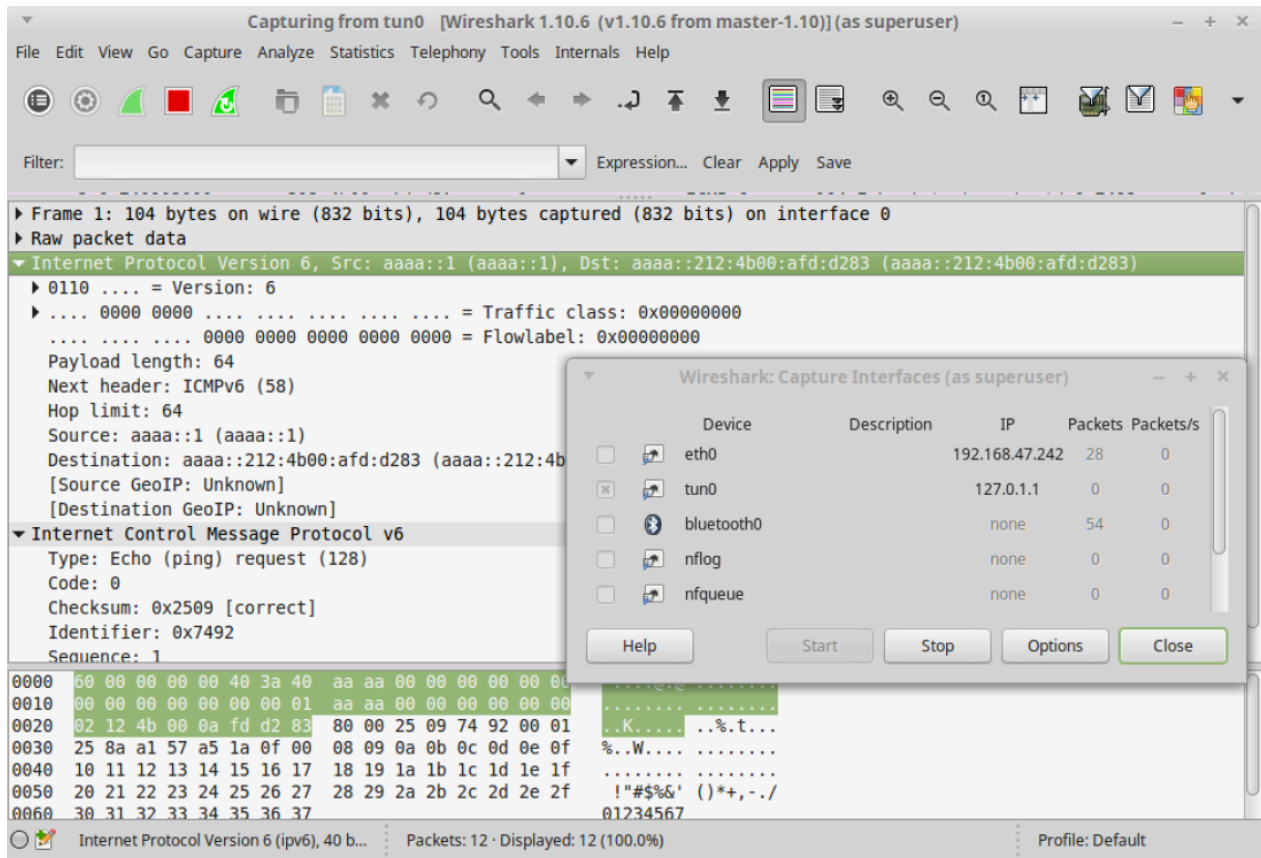 Capturing from tun0 [Wireshark 1.10.6 (v1.10.6 from master-1.10)] (as superuser)
File Edit View Go Capture Analyze Statistics Telephony Tools Internals Help
Filter: Expression... Clear Apply Save
Frame 1: 104 bytes on wire (832 bits), 104 bytes captured (832 bits) on interface 0
Raw packet data
Internet Protocol Version 6, Src: aaaa::1 (aaaa::1), Dst: aaaa::212:4b00:afd:d283 (aaaa::212:4b00:afd:d283)
0110 .... = Version: 6
.... 0000 0000 .... .... .... .... .... = Traffic class: 0x00000000
.... .... .... 0000 0000 0000 0000 0000 = Flowlabel: 0x00000000
Payload length: 64
Next header: ICMPv6 (58)
Hop limit: 64
Source: aaaa::1 (aaaa::1)
Destination: aaaa::212:4b00:afd:d283 (aaaa::212:4b
[Source GeoIP: Unknown]
[Destination GeoIP: Unknown]
Internet Control Message Protocol v6
Type: Echo (ping) request (128)
Code: 0
Checksum: 0x2509 [correct]
Identifier: 0x7492
Sequence: 1
Wireshark: Capture Interfaces (as superuser)
Device Description IP Packets Packets/s
eth0 192.168.47.242 28 0
tun0 127.0.1.1 0 0
bluetooth0 none 54 0
nflog none 0 0
nfqueue none 0 0
Help Start Stop Options Close
0000 60 00 00 00 00 40 3a 40 aa aa 00 00 00 00 00 00
0010 00 00 00 00 00 00 00 01 aa aa 00 00 00 00 00 00 ........ ........
0020 02 12 4b 00 0a fd d2 83 80 00 25 09 74 92 00 01 ..K..... ..%.t...
0030 25 8a a1 57 a5 1a 0f 00 08 09 0a 0b 0c 0d 0e 0f %..W.... ........
0040 10 11 12 13 14 15 16 17 18 19 1a 1b 1c 1d 1e 1f ........ ........
0050 20 21 22 23 24 25 26 27 28 29 2a 2b 2c 2d 2e 2f !"#$%&' ()*+,-./
0060 30 31 32 33 34 35 36 37 01234567
Internet Protocol Version 6 (ipv6), 40 b... Packets: 12 · Displayed: 12 (100.0%) Profile: Default